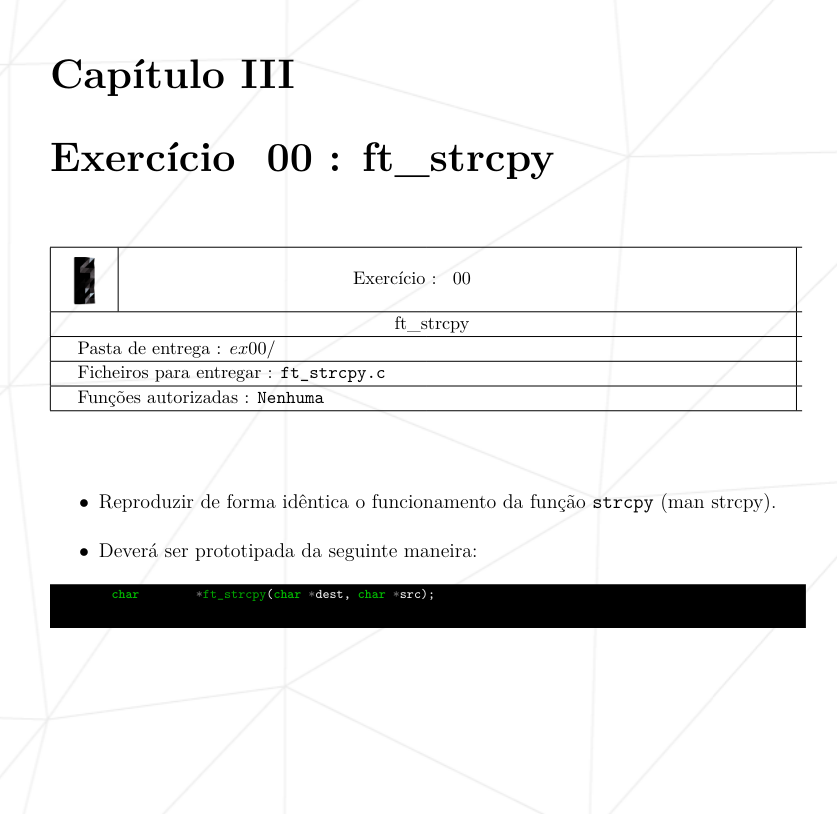 Capítulo III
Exercício 00 : ft_strcpy
Exercício : 00
ft_strcpy
Pasta de entrega : ex00/
Ficheiros para entregar : ft_strcpy.c
Funções autorizadas : Nenhuma
• Reproduzir de forma idêntica o funcionamento da função strcpy (man strcpy).
• Deverá ser prototipada da seguinte maneira:
char *ft_strcpy(char *dest, char *src);